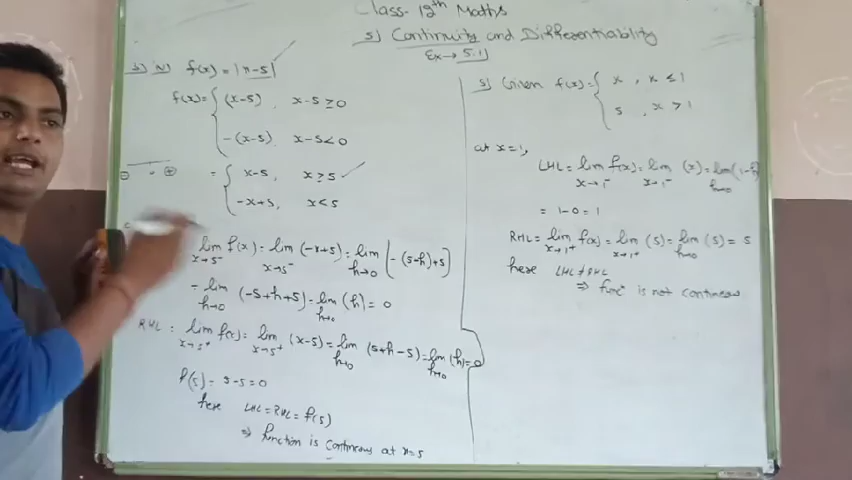 Class- 12th Maths
5) Continuity and Differentiability
Ex → 5.1
f(x) = |x-5|
f(x) = { (x-5) , x-5 ≥ 0
-(x-5) , x-5 < 0
= { x-5, x ≥ 5
-x+5, x < 5
lim x→5⁻ f(x) = lim x→5⁻ (-x+5) = lim h→0 [-(5-h)+5]
= lim h→0 (-5+h+5) = lim h→0 (h) = 0
RHL = lim x→5⁺ f(x) = lim x→5⁺ (x-5) = lim h→0 (5+h-5) = lim h→0 (h) = 0
f(5) = 5-5 = 0
here LHL = RHL = f(5)
⇒ function is continuous at x=5
5) Given f(x) = { x , x ≤ 1
5 , x > 1
at x=1,
LHL = lim x→1⁻ f(x) = lim x→1⁻ (x) = lim h→0 (1-h)
= 1-0 = 1
RHL = lim x→1⁺ f(x) = lim x→1⁺ (5) = lim h→0 (5) = 5
here LHL ≠ RHL
⇒ funcⁿ is not continuous